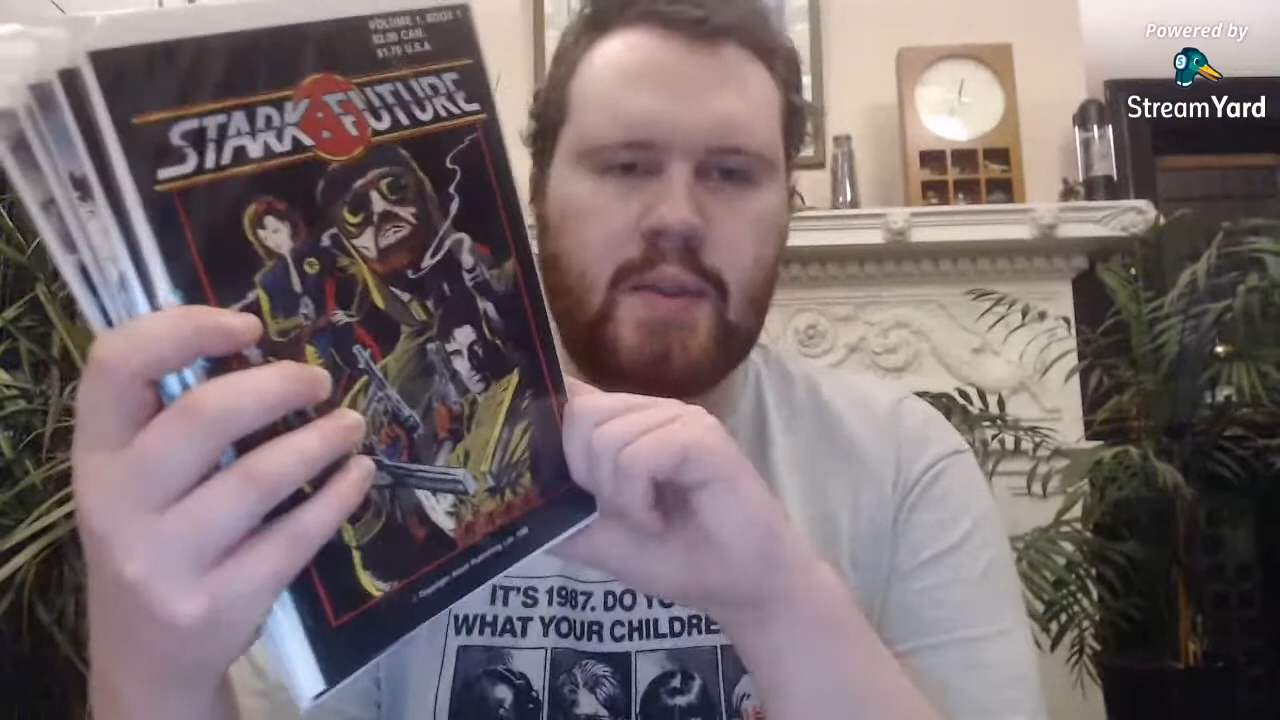 VOLUME 1, BOOK 1
$2.00 CAN.
$1.70 U.S.A
STARK:FUTURE
Powered by
StreamYard
IT'S 1987. DO YO
WHAT YOUR CHILDRE